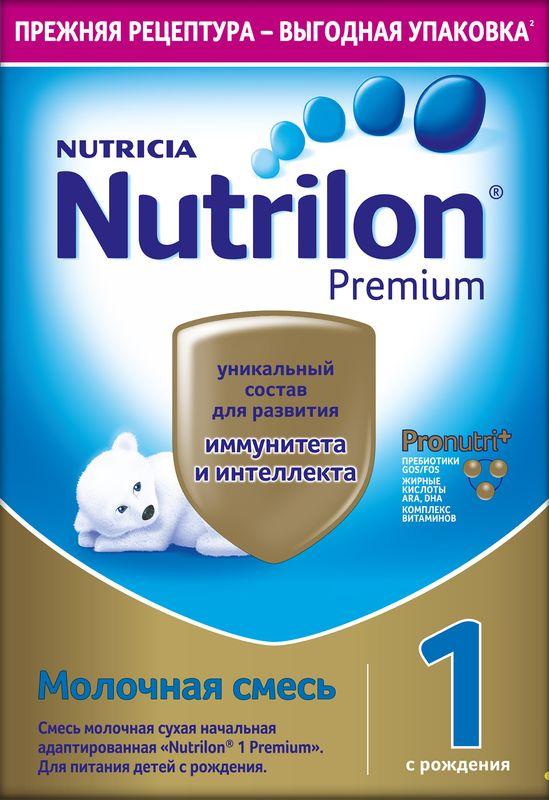 ПРЕЖНЯЯ РЕЦЕПТУРА – ВЫГОДНАЯ УПАКОВКА²
NUTRICIA
Nutrilon®
Premium
уникальный
состав
для развития
иммунитета
и интеллекта
Pronutri+
ПРЕБИОТИКИ
GOS/FOS
ЖИРНЫЕ
КИСЛОТЫ
ARA, DHA
КОМПЛЕКС
ВИТАМИНОВ
Молочная смесь
Смесь молочная сухая начальная
адаптированная «Nutrilon® 1 Premium».
Для питания детей с рождения.
1
с рождения